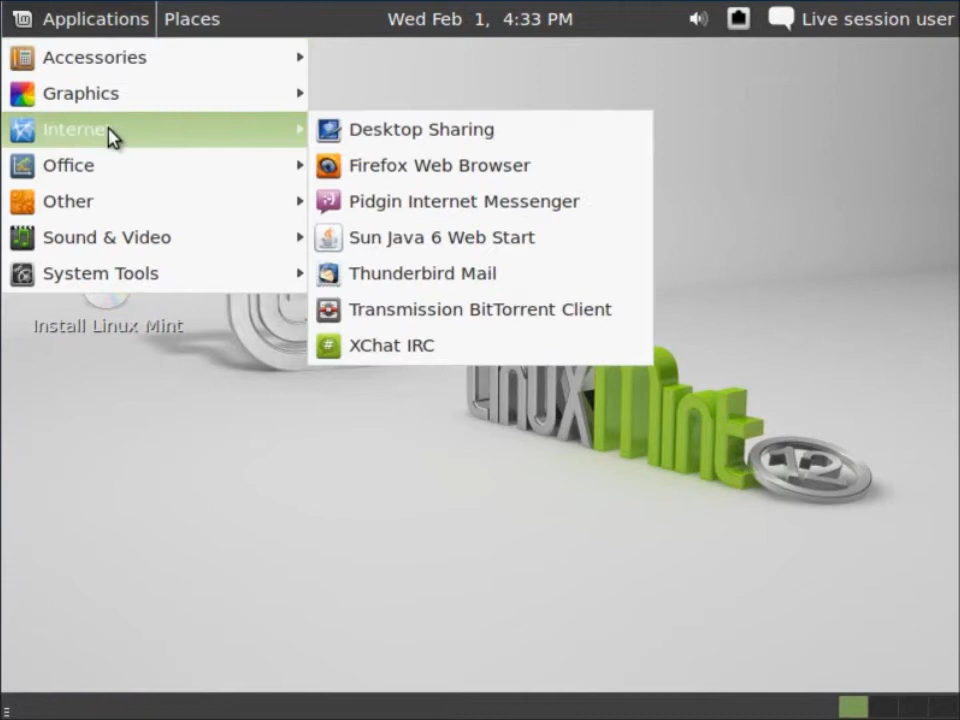 Applications Places Wed Feb 1, 4:33 PM Live session user
Accessories
Graphics
Internet
Office
Other
Sound & Video
System Tools
Desktop Sharing
Firefox Web Browser
Pidgin Internet Messenger
Sun Java 6 Web Start
Thunderbird Mail
Transmission BitTorrent Client
XChat IRC
Install Linux Mint
Linux Mint 12